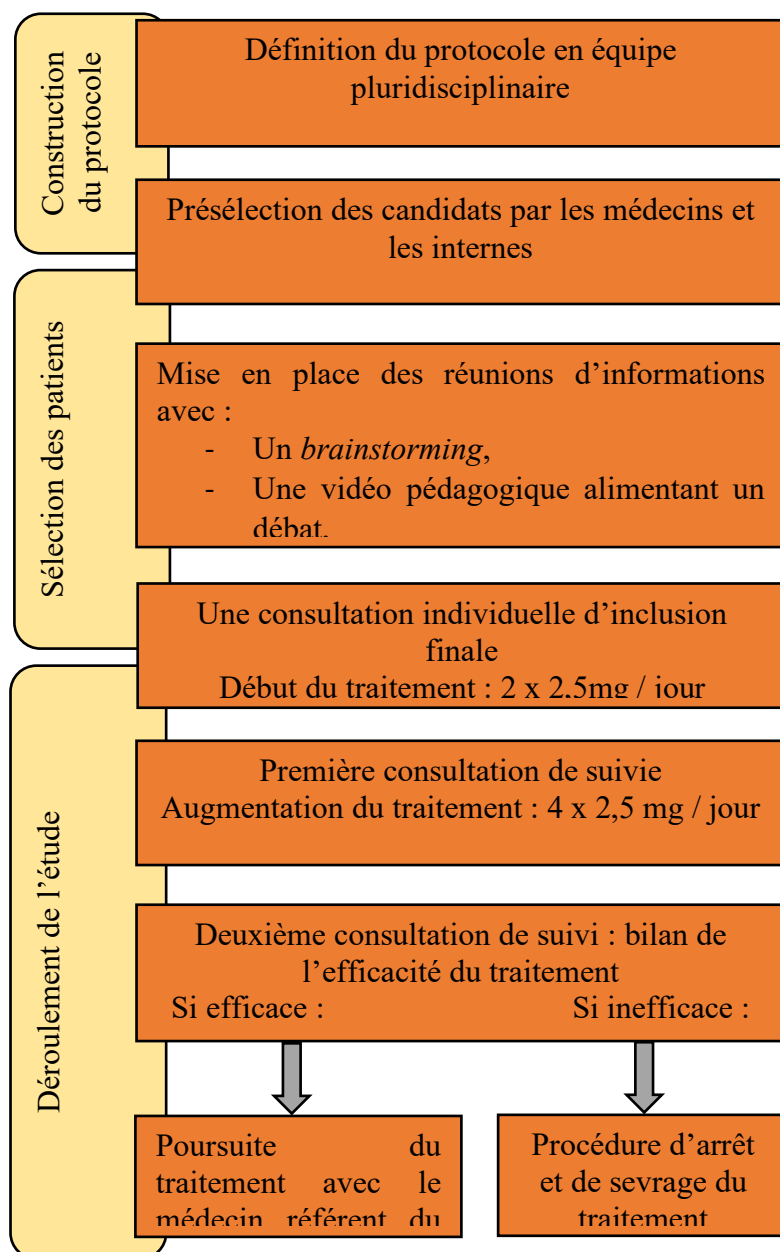 Construction
du protocole
Définition du protocole en équipe
pluridisciplinaire
Présélection des candidats par les médecins et
les internes
Sélection des patients
Mise en place des réunions d’informations
avec :
- Un brainstorming,
- Une vidéo pédagogique alimentant un
débat.
Une consultation individuelle d’inclusion
finale
Début du traitement : 2 x 2,5mg / jour
Déroulement de l’étude
Première consultation de suivie
Augmentation du traitement : 4 x 2,5 mg / jour
Deuxième consultation de suivi : bilan de
l’efficacité du traitement
Si efficace : Si inefficace :
Poursuite du
traitement avec le
médecin référent du
Procédure d’arrêt
et de sevrage du
traitement